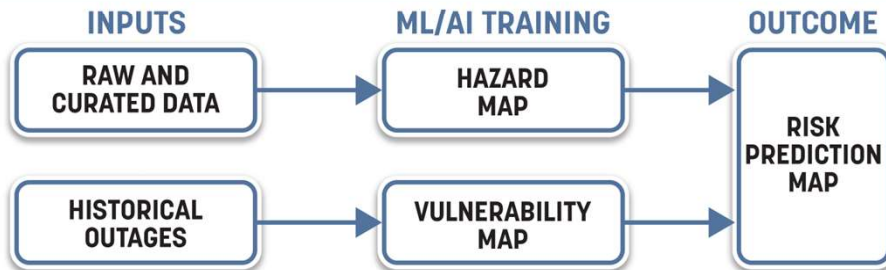 INPUTS
ML/AI TRAINING
OUTCOME
RAW AND
CURATED DATA
HAZARD
MAP
RISK
PREDICTION
MAP
HISTORICAL
OUTAGES
VULNERABILITY
MAP